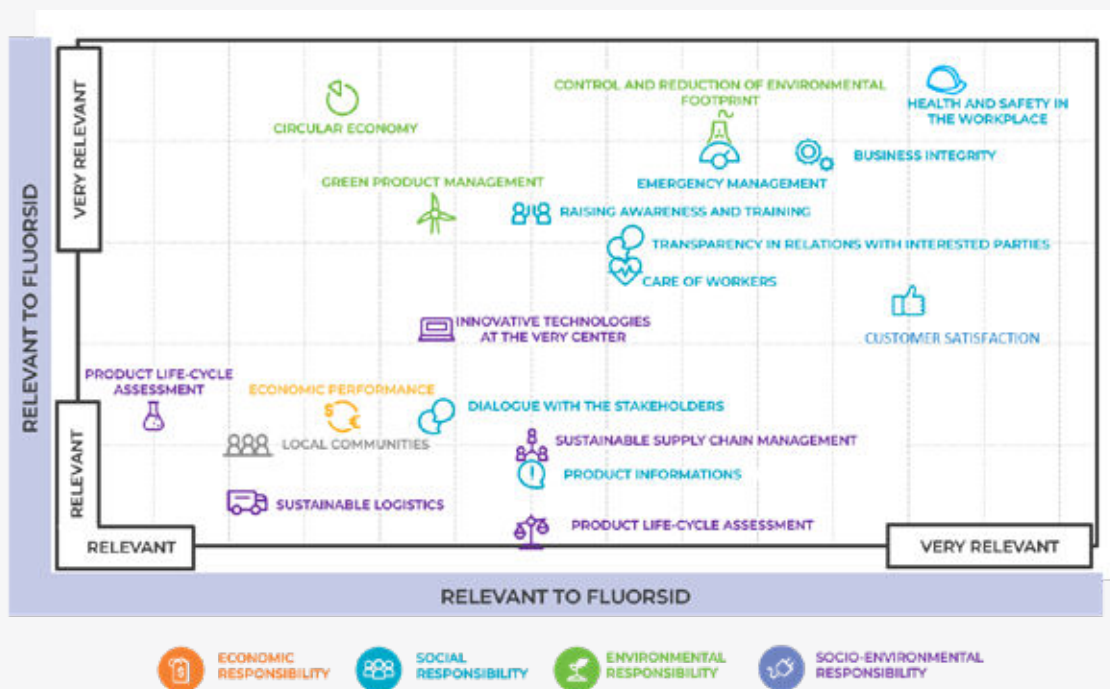 CONTROL AND REDUCTION OF ENVIRONMENTAL
FOOTPRINT
HEALTH AND SAFETY IN
THE WORKPLACE
CIRCULAR ECONOMY
BUSINESS INTEGRITY
GREEN PRODUCT MANAGEMENT
EMERGENCY MANAGEMENT
RAISING AWARENESS AND TRAINING
TRANSPARENCY IN RELATIONS WITH INTERESTED PARTIES
CARE OF WORKERS
INNOVATIVE TECHNOLOGIES
AT THE VERY CENTER
CUSTOMER SATISFACTION
PRODUCT LIFE-CYCLE
ASSESSMENT
ECONOMIC PERFORMANCE
$ €
DIALOGUE WITH THE STAKEHOLDERS
LOCAL COMMUNITIES
SUSTAINABLE SUPPLY CHAIN MANAGEMENT
PRODUCT INFORMATIONS
SUSTAINABLE LOGISTICS
PRODUCT LIFE-CYCLE ASSESSMENT
VERY RELEVANT
RELEVANT
RELEVANT TO FLUORSID
RELEVANT
VERY RELEVANT
RELEVANT TO FLUORSID
ECONOMIC
RESPONSIBILITY
SOCIAL
RESPONSIBILITY
ENVIRONMENTAL
RESPONSIBILITY
SOCIO-ENVIRONMENTAL
RESPONSIBILITY